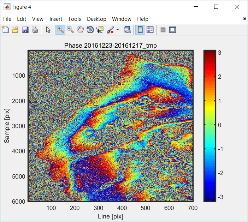 Figure 4
File Edit View Insert Tools Desktop Window Help
Phase 20161223-20161217_tmp
Sample [pix]
1000
2000
3000
4000
5000
6000
100 200 300 400 500 600 700
Line [pix]
3
2
1
0
-1
-2
-3